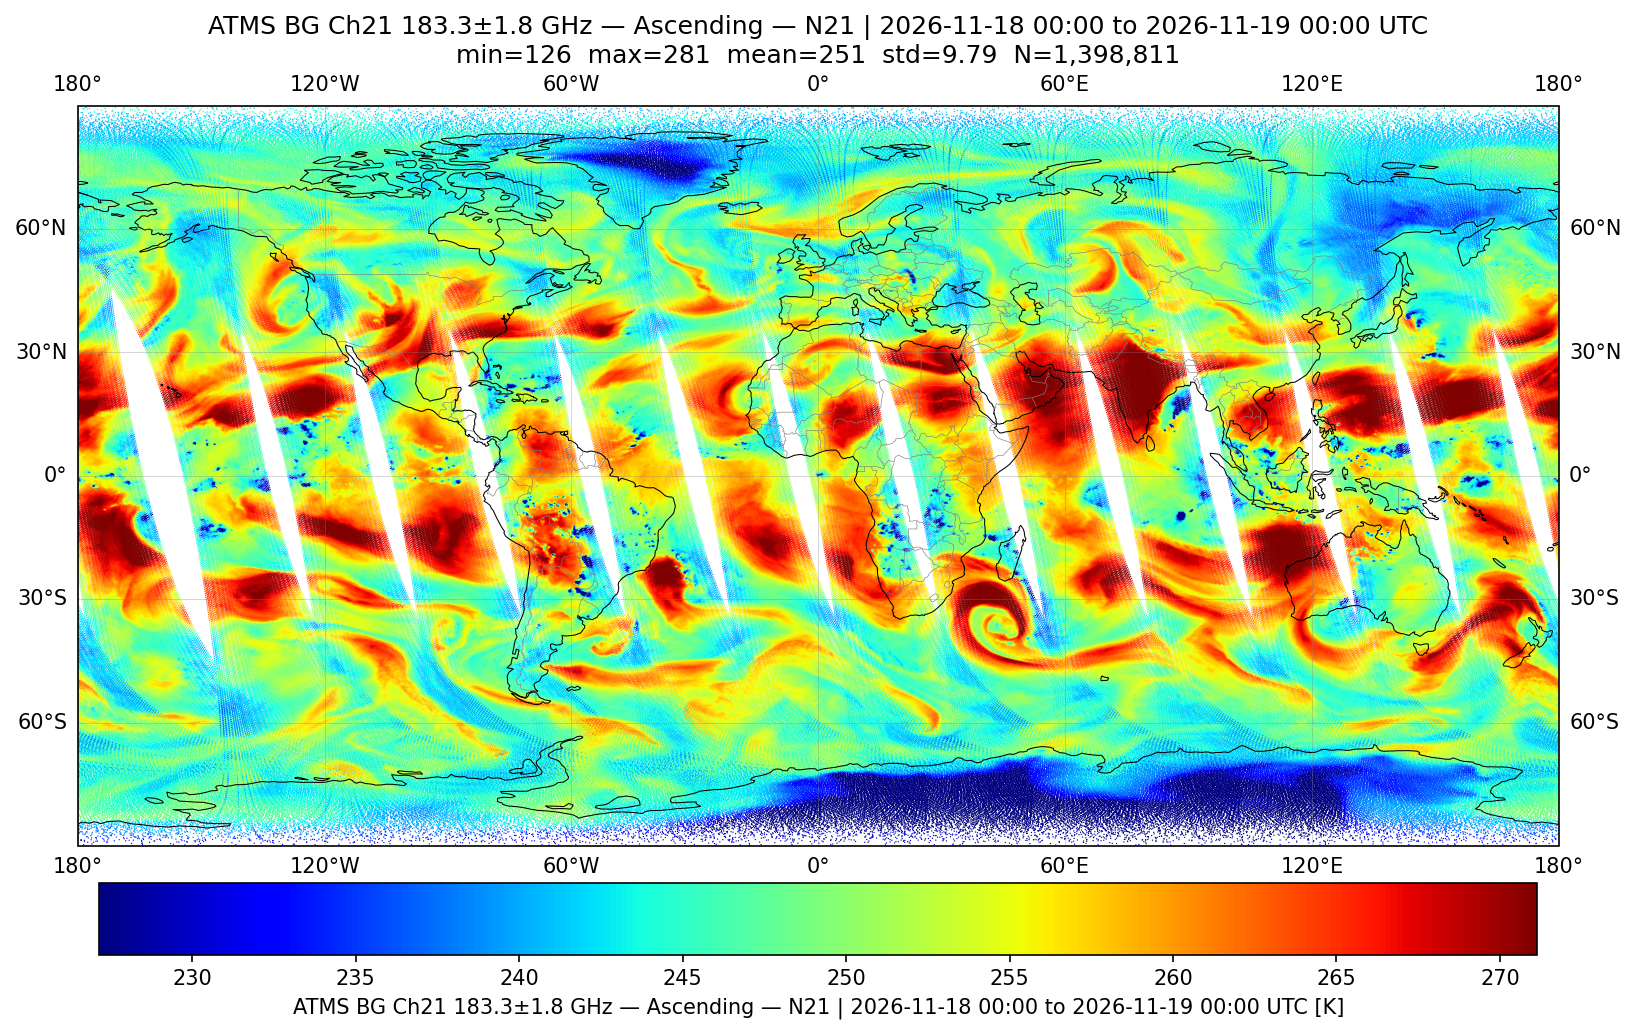 ATMS BG Ch21 183.3±1.8 GHz — Ascending — N21 | 2026-11-18 00:00 to 2026-11-19 00:00 UTC
min=126 max=281 mean=251 std=9.79 N=1,398,811
180° 120°W 60°W 0° 60°E 120°E 180°
60°N 60°N
30°N 30°N
0° 0°
30°S 30°S
60°S 60°S
180° 120°W 60°W 0° 60°E 120°E 180°
230 235 240 245 250 255 260 265 270
ATMS BG Ch21 183.3±1.8 GHz — Ascending — N21 | 2026-11-18 00:00 to 2026-11-19 00:00 UTC [K]